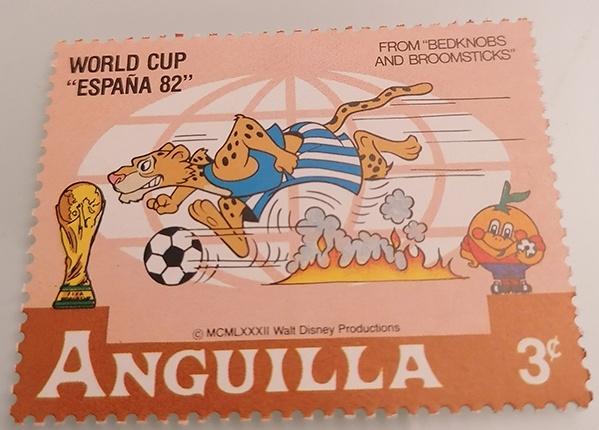 WORLD CUP
"ESPAÑA 82"
FROM "BEDKNOBS
AND BROOMSTICKS"
© MCMLXXXII Walt Disney Productions
ANGUILLA
3¢